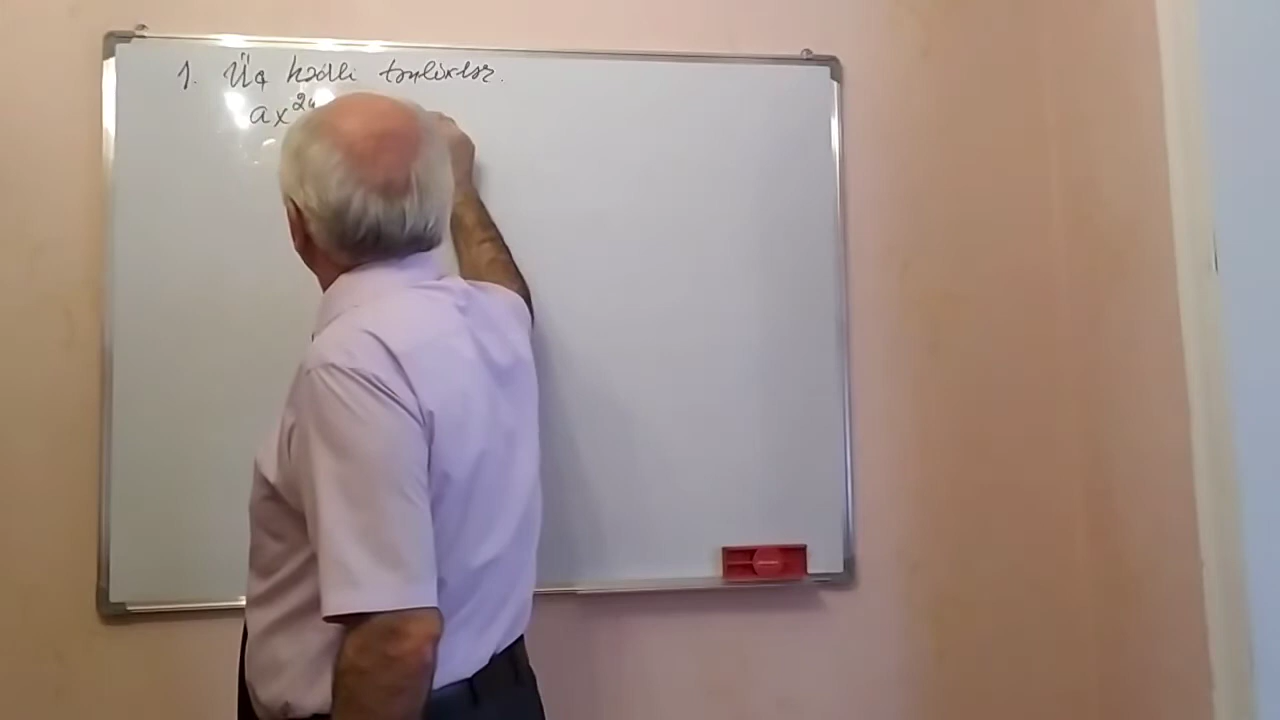 1. Üç hədli tənliklər.
ax²ⁿ